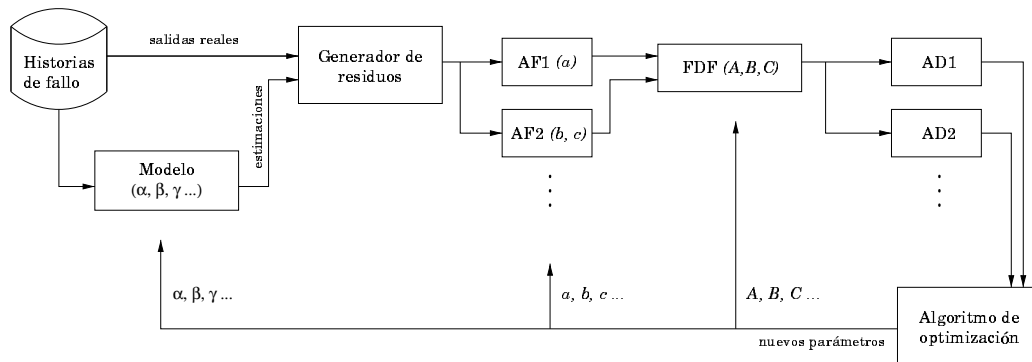 Historias
de fallo
salidas reales
estimaciones
Modelo
(α, β, γ ...)
Generador de
residuos
AF1 (a)
AF2 (b, c)
FDF (A,B,C)
AD1
AD2
α, β, γ ...
a, b, c ...
A, B, C ...
nuevos parámetros
Algoritmo de
optimización